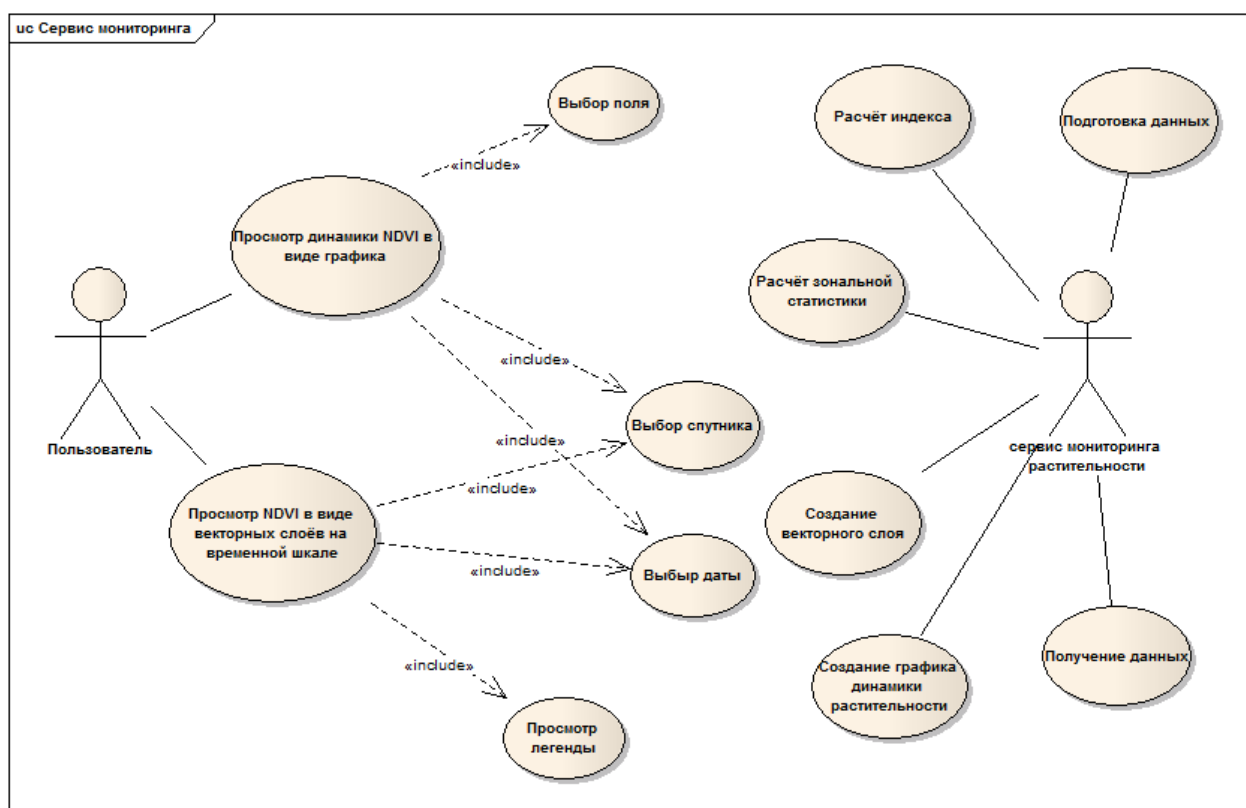 uc Сервис мониторинга
Выбор поля
Расчёт индекса
Подготовка данных
«include»
Просмотр динамики NDVI в
виде графика
Расчёт зональной
статистики
«include»
Выбор спутника
«include»
«include»
Пользователь
сервис мониторинга
растительности
Просмотр NDVI в виде
векторных слоёв на
временной шкале
Создание
векторного слоя
«include»
Выбыр даты
«include»
Просмотр
легенды
Создание графика
динамики
растительности
Получение данных